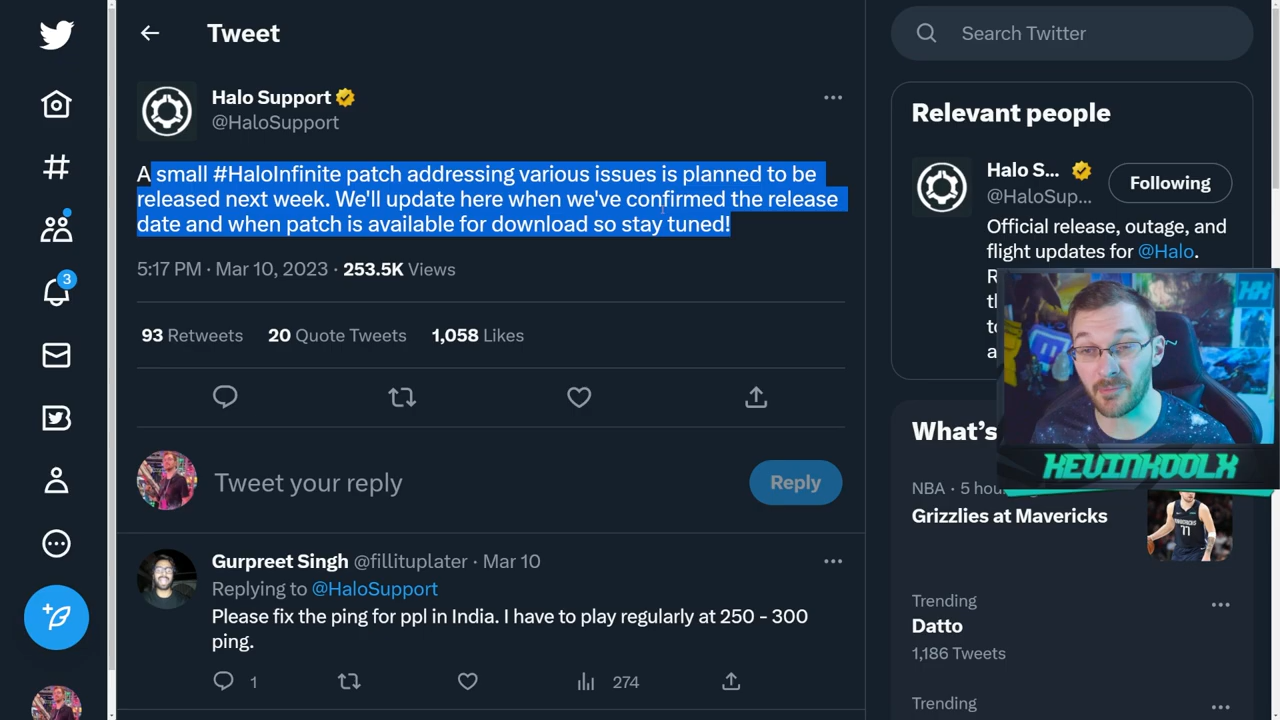 Tweet
Search Twitter
Halo Support
@HaloSupport
A small #HaloInfinite patch addressing various issues is planned to be
released next week. We'll update here when we've confirmed the release
date and when patch is available for download so stay tuned!
5:17 PM · Mar 10, 2023 · 253.5K Views
93 Retweets 20 Quote Tweets 1,058 Likes
Tweet your reply
Reply
Gurpreet Singh @fillituplater · Mar 10
Replying to @HaloSupport
Please fix the ping for ppl in India. I have to play regularly at 250 - 300
ping.
1
274
3
Relevant people
Halo S...
@HaloSup...
Following
Official release, outage, and
flight updates for @Halo.
What's
KEVINKOOLX
NBA · 5 hou
Grizzlies at Mavericks
77
Trending
Datto
1,186 Tweets
Trending